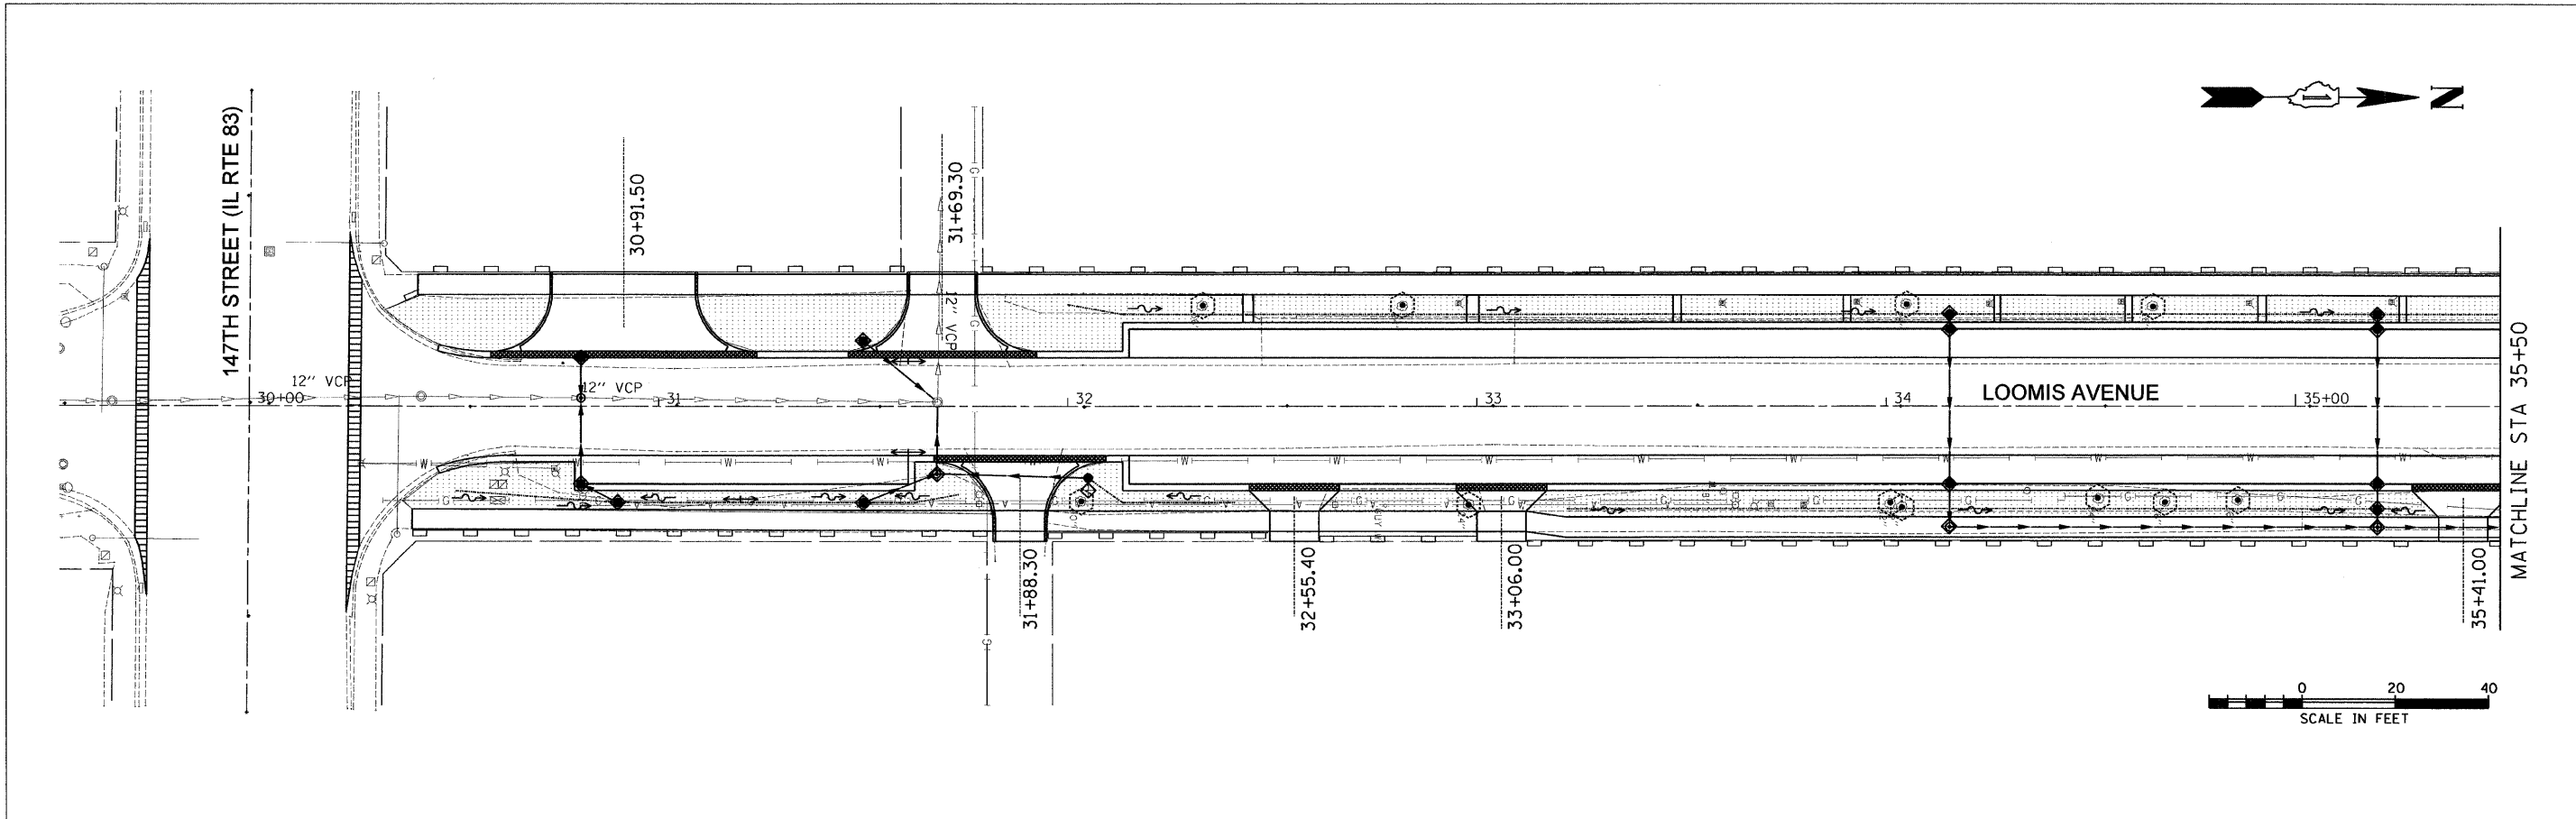 147TH STREET (IL RTE 83)
30+91.50
31+69.30
N
12" VCP
12" VCP
12" VCP
30+00
31
32
33
34
35+00
LOOMIS AVENUE
MATCHLINE STA 35+50
G
G
W W W W W W W W W W W W
G V V V V A G G G G G
GUY
W
G
31+88.30
32+55.40
33+06.00
35+41.00
0 20 40
SCALE IN FEET